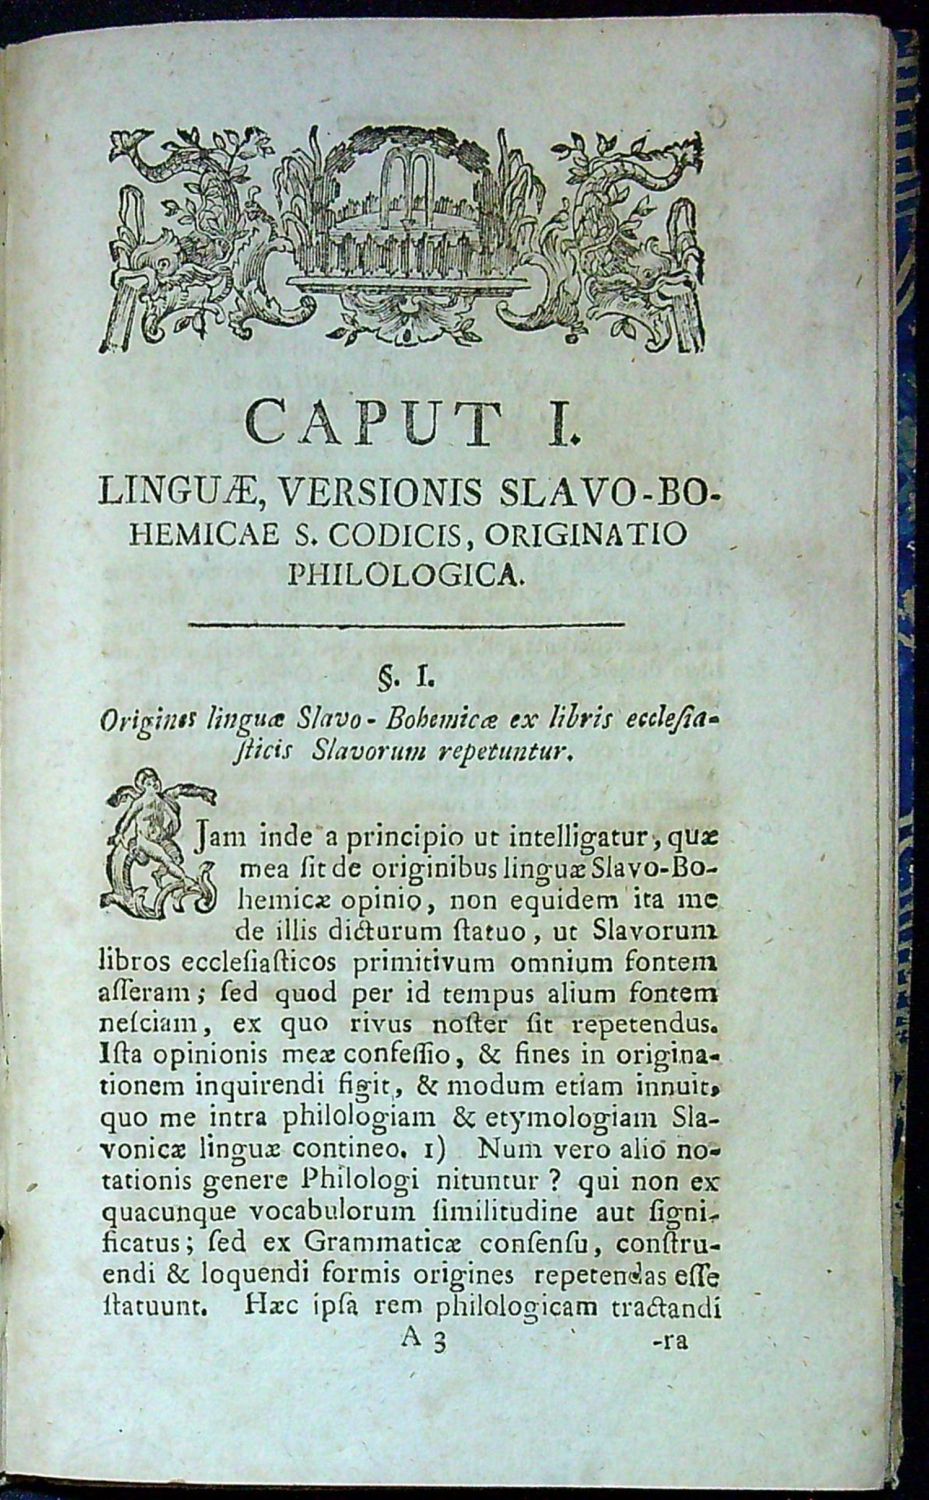 CAPUT I.
LINGUÆ, VERSIONIS SLAVO-BO-
HEMICAE S. CODICIS, ORIGINATIO
PHILOLOGICA.
§. I.
Origines linguæ Slavo-Bohemicæ ex libris eccleſia-
ſticis Slavorum repetuntur.
Jam inde a principio ut intelligatur, quæ
mea ſit de originibus linguæ Slavo-Bo-
hemicæ opinio, non equidem ita me
de illis dicturum ſtatuo, ut Slavorum
libros eccleſiaſticos primitivum omnium fontem
aſſeram; ſed quod per id tempus alium fontem
neſciam, ex quo rivus noſter ſit repetendus.
Iſta opinionis meæ confeſſio, & fines in origina-
tionem inquirendi figit, & modum etiam innuit,
quo me intra philologiam & etymologiam Sla-
vonicæ linguæ contineo. 1) Num vero alio no-
tationis genere Philologi nituntur? qui non ex
quacunque vocabulorum ſimilitudine aut ſigni-
ficatus; ſed ex Grammaticæ conſenſu, conſtru-
endi & loquendi formis origines repetendas eſſe
ſtatuunt. Hæc ipſa rem philologicam tractandi
A 3 -ra